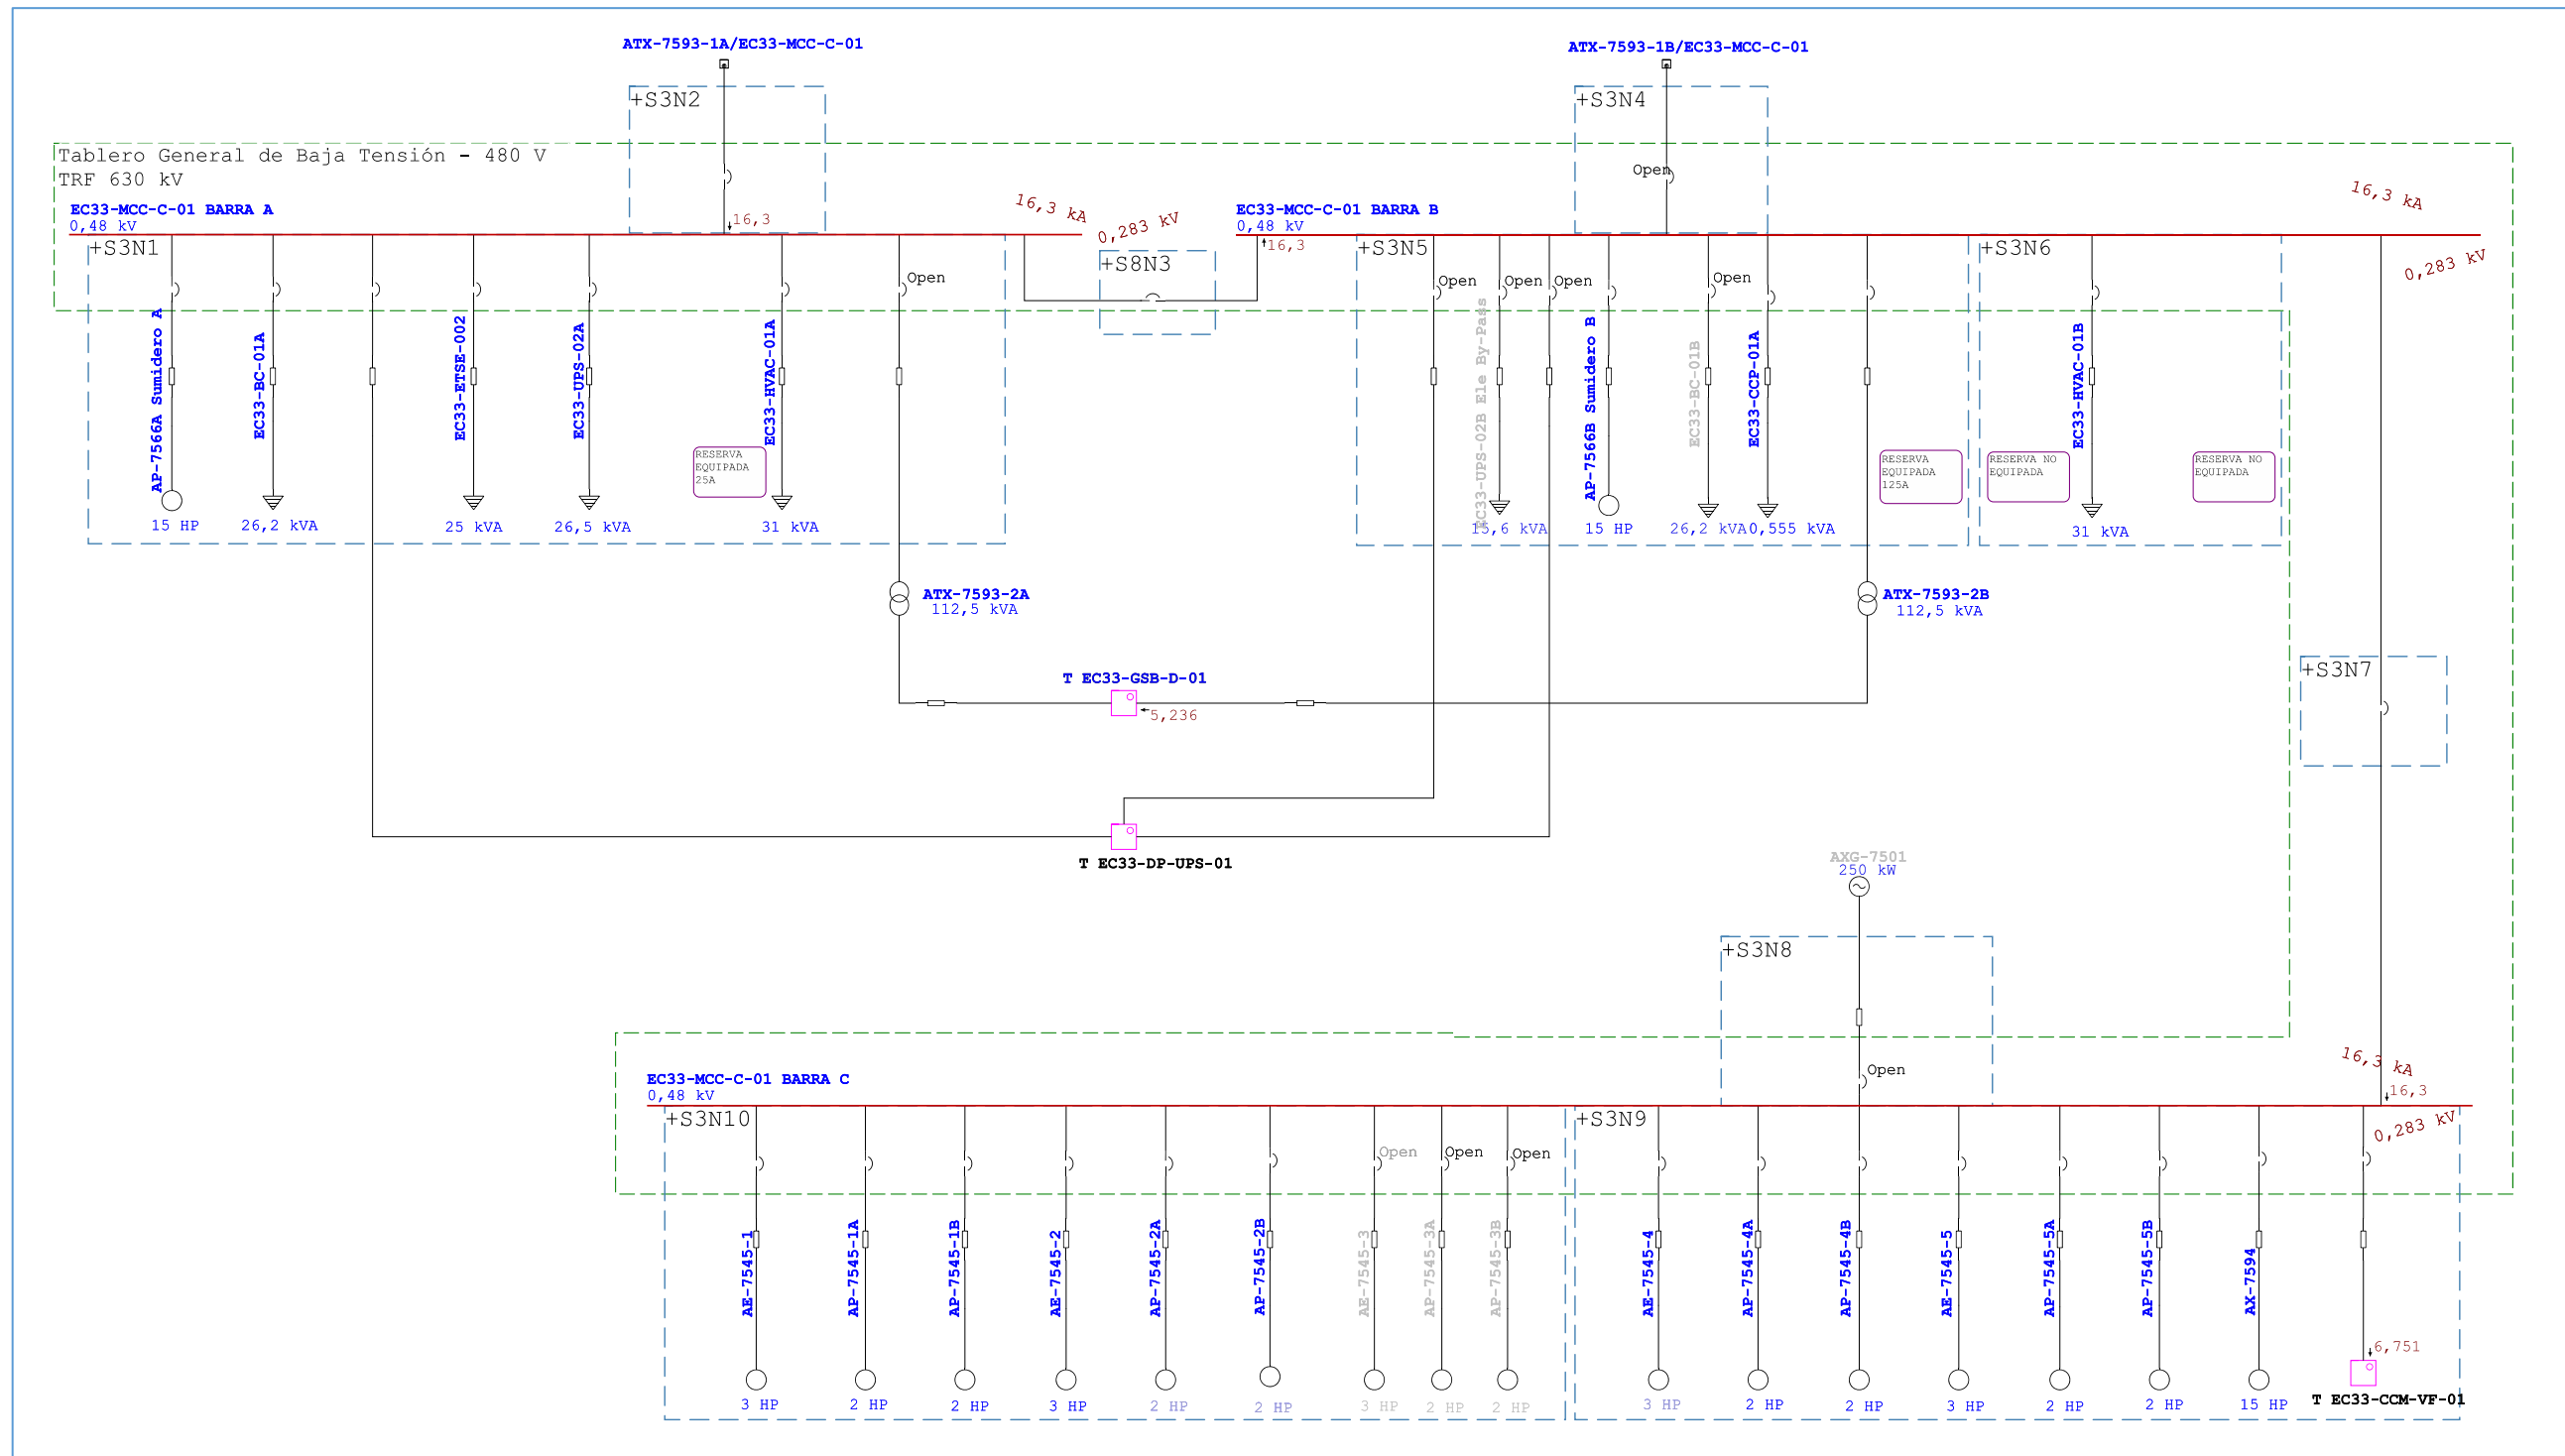 ATX-7593-1A/EC33-MCC-C-01
ATX-7593-1B/EC33-MCC-C-01
+S3N2
+S3N4
Tablero General de Baja Tensión - 480 V
TRF 630 kV
Open
EC33-MCC-C-01 BARRA A
0,48 kV
16,3
16,3 kA
0,283 kV
EC33-MCC-C-01 BARRA B
0,48 kV
16,3
16,3 kA
0,283 kV
+S3N1
+S8N3
+S3N5
+S3N6
Open
Open
Open
Open
Open
AP-7566A Sumidero A
EC33-BC-01A
EC33-ETSE-002
EC33-UPS-02A
EC33-HVAC-01A
EC33-UPS-02B Ele By-Pass
AP-7566B Sumidero B
EC33-BC-01B
EC33-CCP-01A
EC33-HVAC-01B
RESERVA
EQUIPADA
25A
RESERVA
EQUIPADA
125A
RESERVA NO
EQUIPADA
RESERVA NO
EQUIPADA
15 HP
26,2 kVA
25 kVA
26,5 kVA
31 kVA
15,6 kVA
15 HP
26,2 kVA
0,555 kVA
31 kVA
ATX-7593-2A
112,5 kVA
ATX-7593-2B
112,5 kVA
T EC33-GSB-D-01
5,236
+S3N7
T EC33-DP-UPS-01
AXG-7501
250 kW
+S3N8
Open
EC33-MCC-C-01 BARRA C
0,48 kV
16,3 kA
16,3
0,283 kV
+S3N10
+S3N9
Open
Open
Open
AE-7545-1
AP-7545-1A
AP-7545-1B
AE-7545-2
AP-7545-2A
AP-7545-2B
AE-7545-3
AP-7545-3A
AP-7545-3B
AE-7545-4
AP-7545-4A
AP-7545-4B
AE-7545-5
AP-7545-5A
AP-7545-5B
AX-7594
6,751
3 HP
2 HP
2 HP
3 HP
2 HP
2 HP
3 HP
2 HP
2 HP
3 HP
2 HP
2 HP
3 HP
2 HP
2 HP
15 HP
T EC33-CCM-VF-01